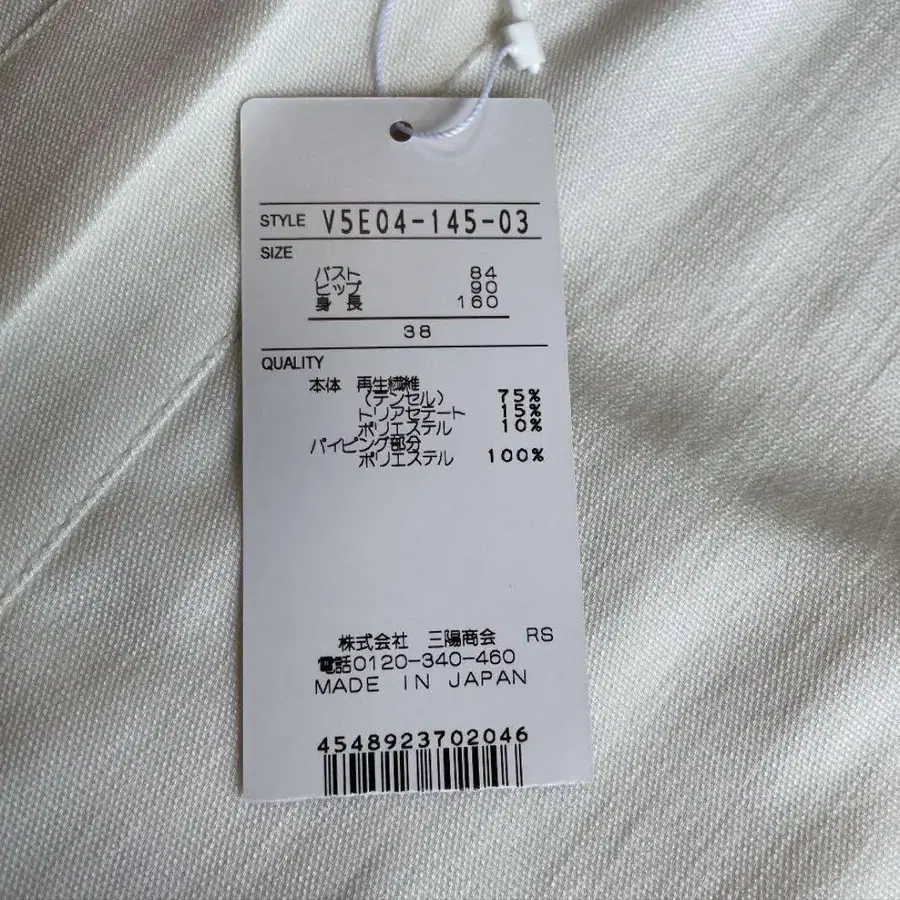 STYLE V5E04-145-03
SIZE
バスト 84
ヒップ 90
身長 160
38
QUALITY
本体 再生繊維
(テンセル) 75%
トリアセテート 15%
ポリエステル 10%
パイピング部分
ポリエステル 100%
株式会社 三陽商会 RS
電話0120-340-460
MADE IN JAPAN
4548923702046